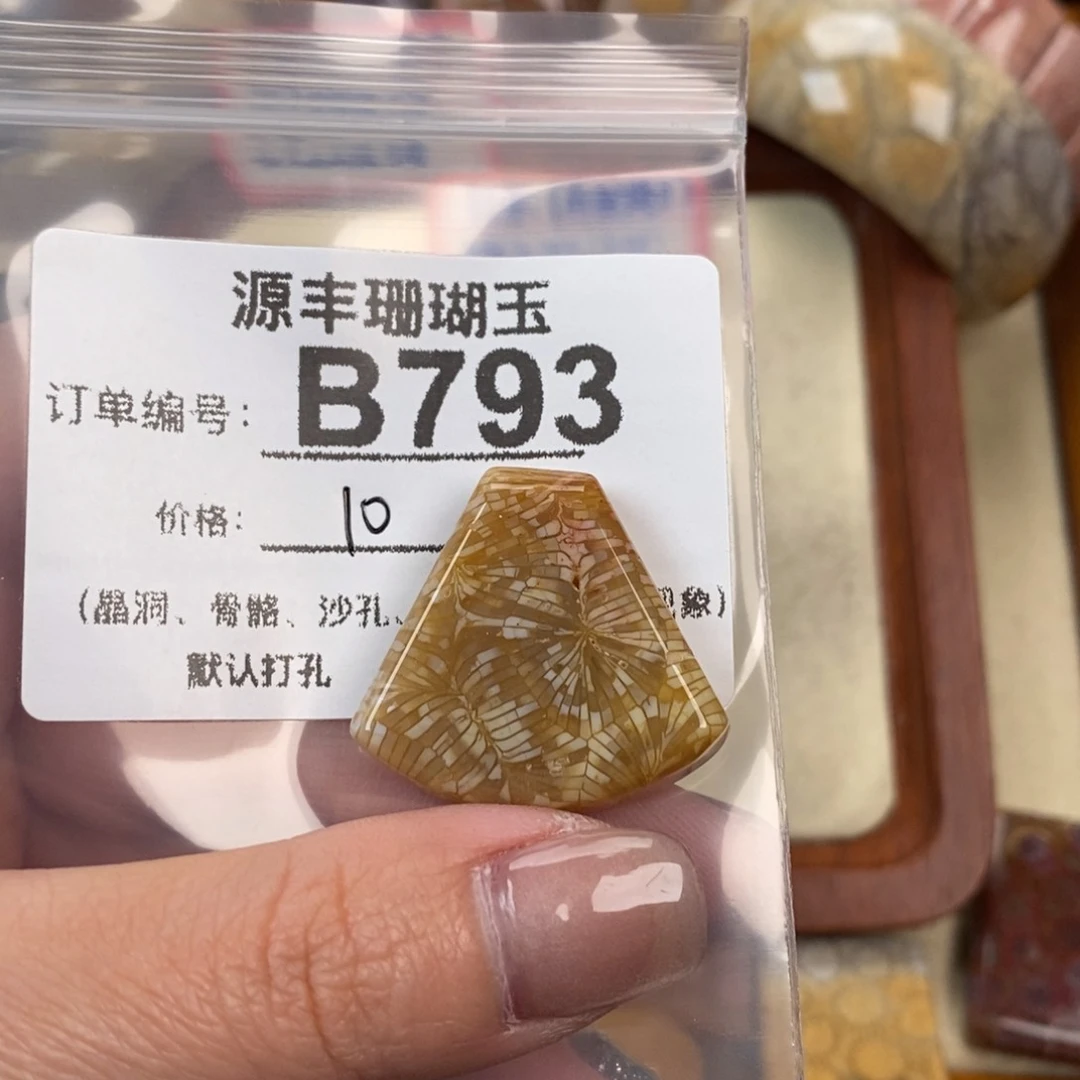 源丰珊瑚玉
订单编号: B793
价格: 10
(晶洞、骨骼、沙孔、
默认打孔